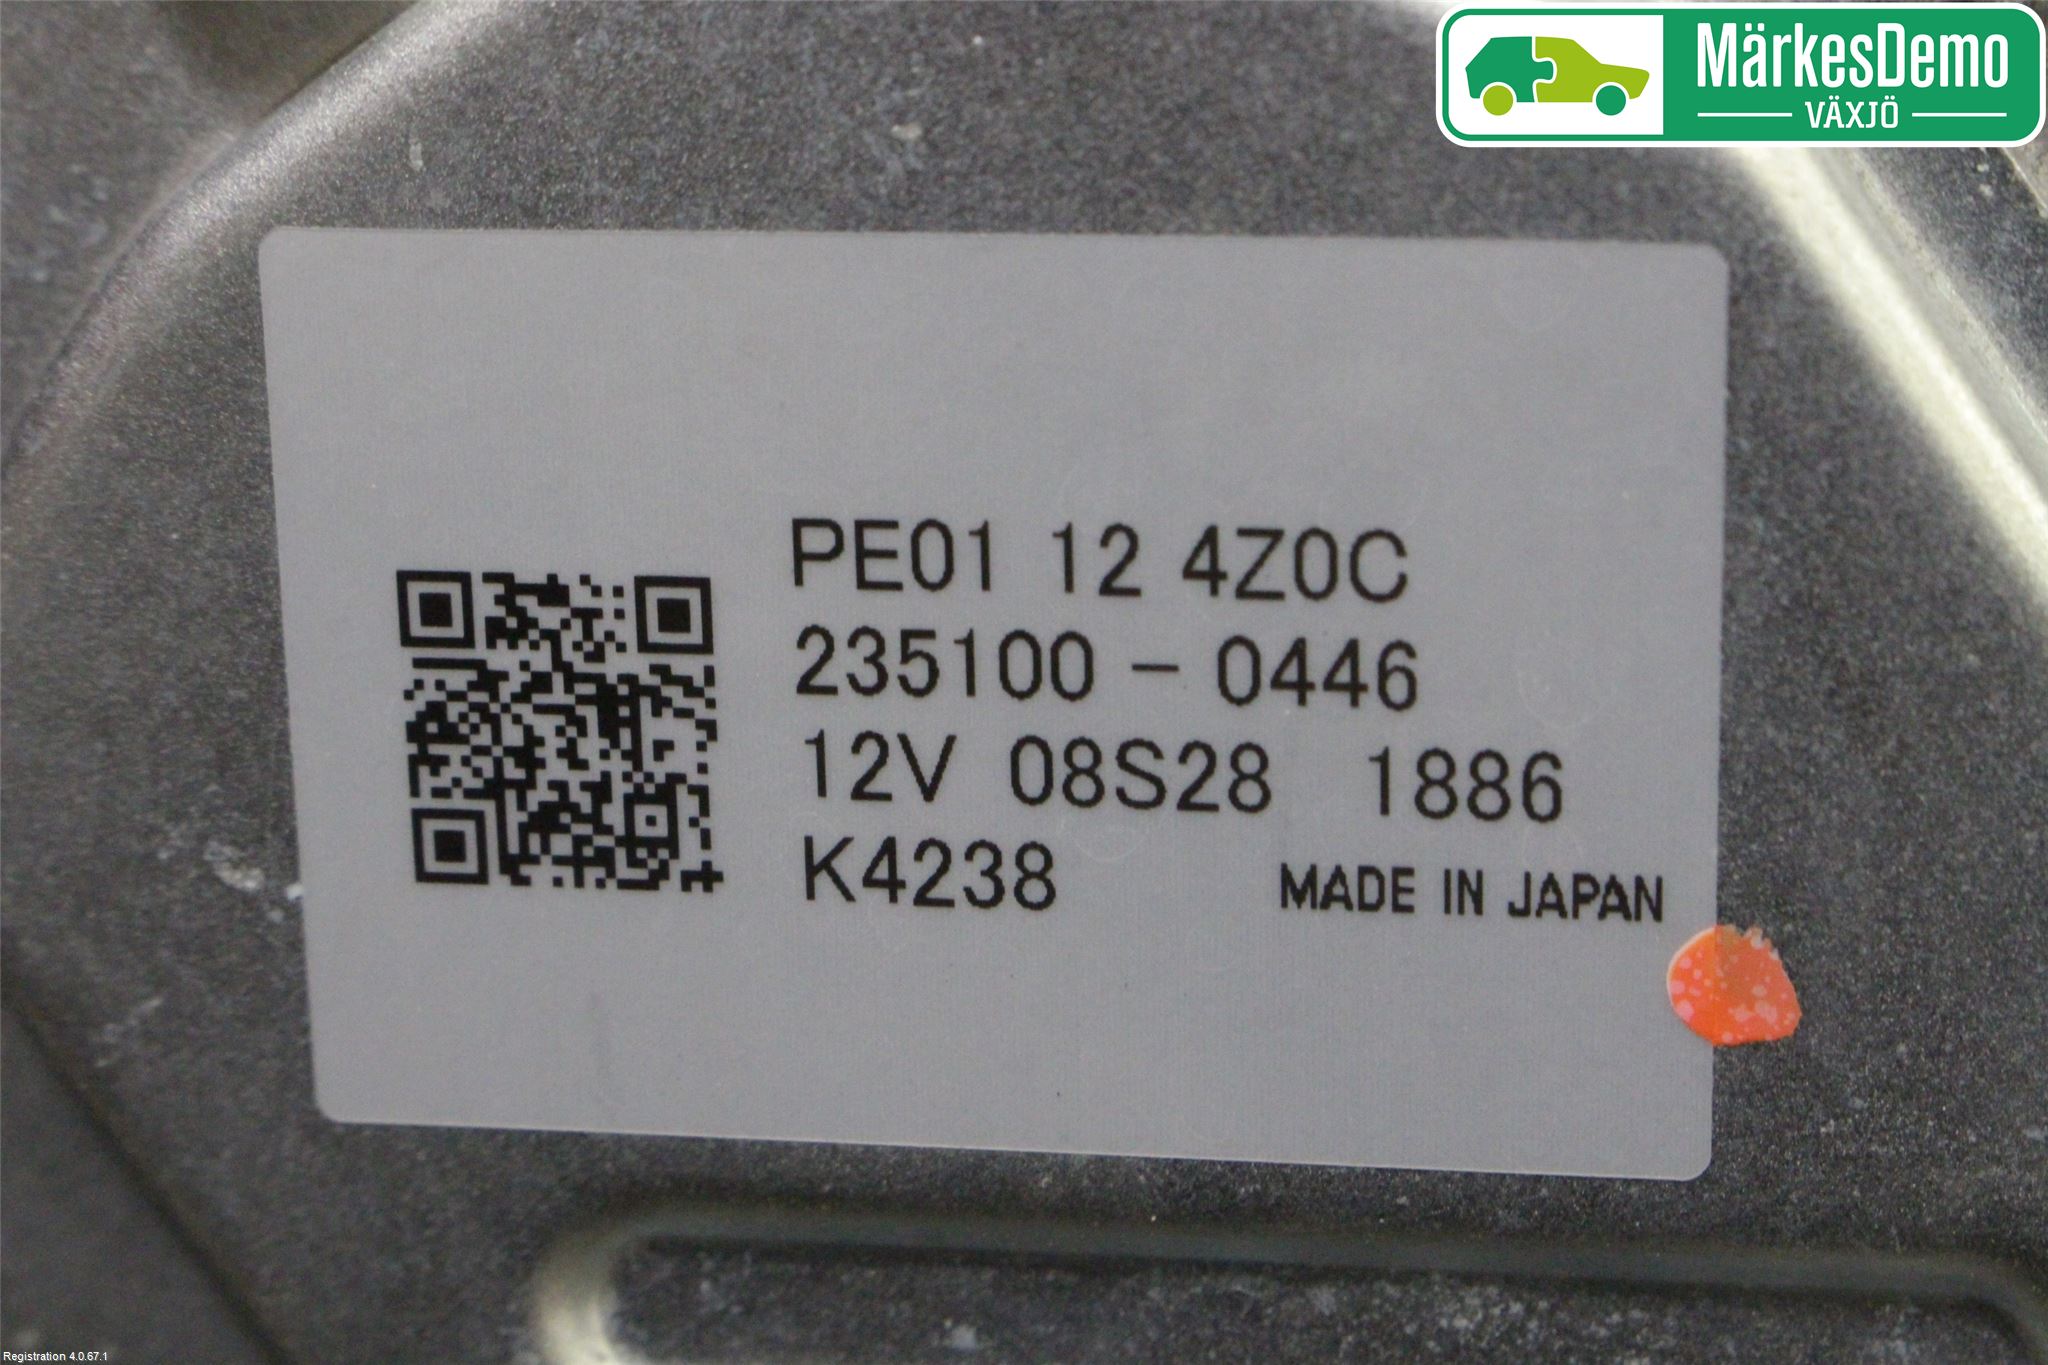 MärkesDemo
VÄXJÖ
PE01 12 4Z0C
235100 - 0446
12V 08S28 1886
K4238 MADE IN JAPAN
Registration 4.0.67.1